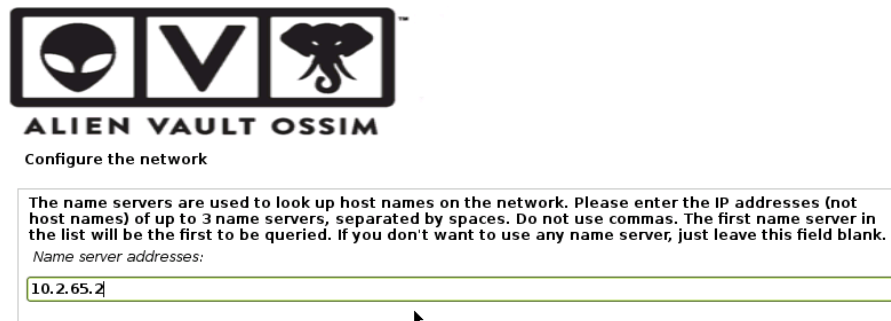 TM
ALIEN VAULT OSSIM
Configure the network
The name servers are used to look up host names on the network. Please enter the IP addresses (not
host names) of up to 3 name servers, separated by spaces. Do not use commas. The first name server in
the list will be the first to be queried. If you don't want to use any name server, just leave this field blank.
Name server addresses:
10.2.65.2